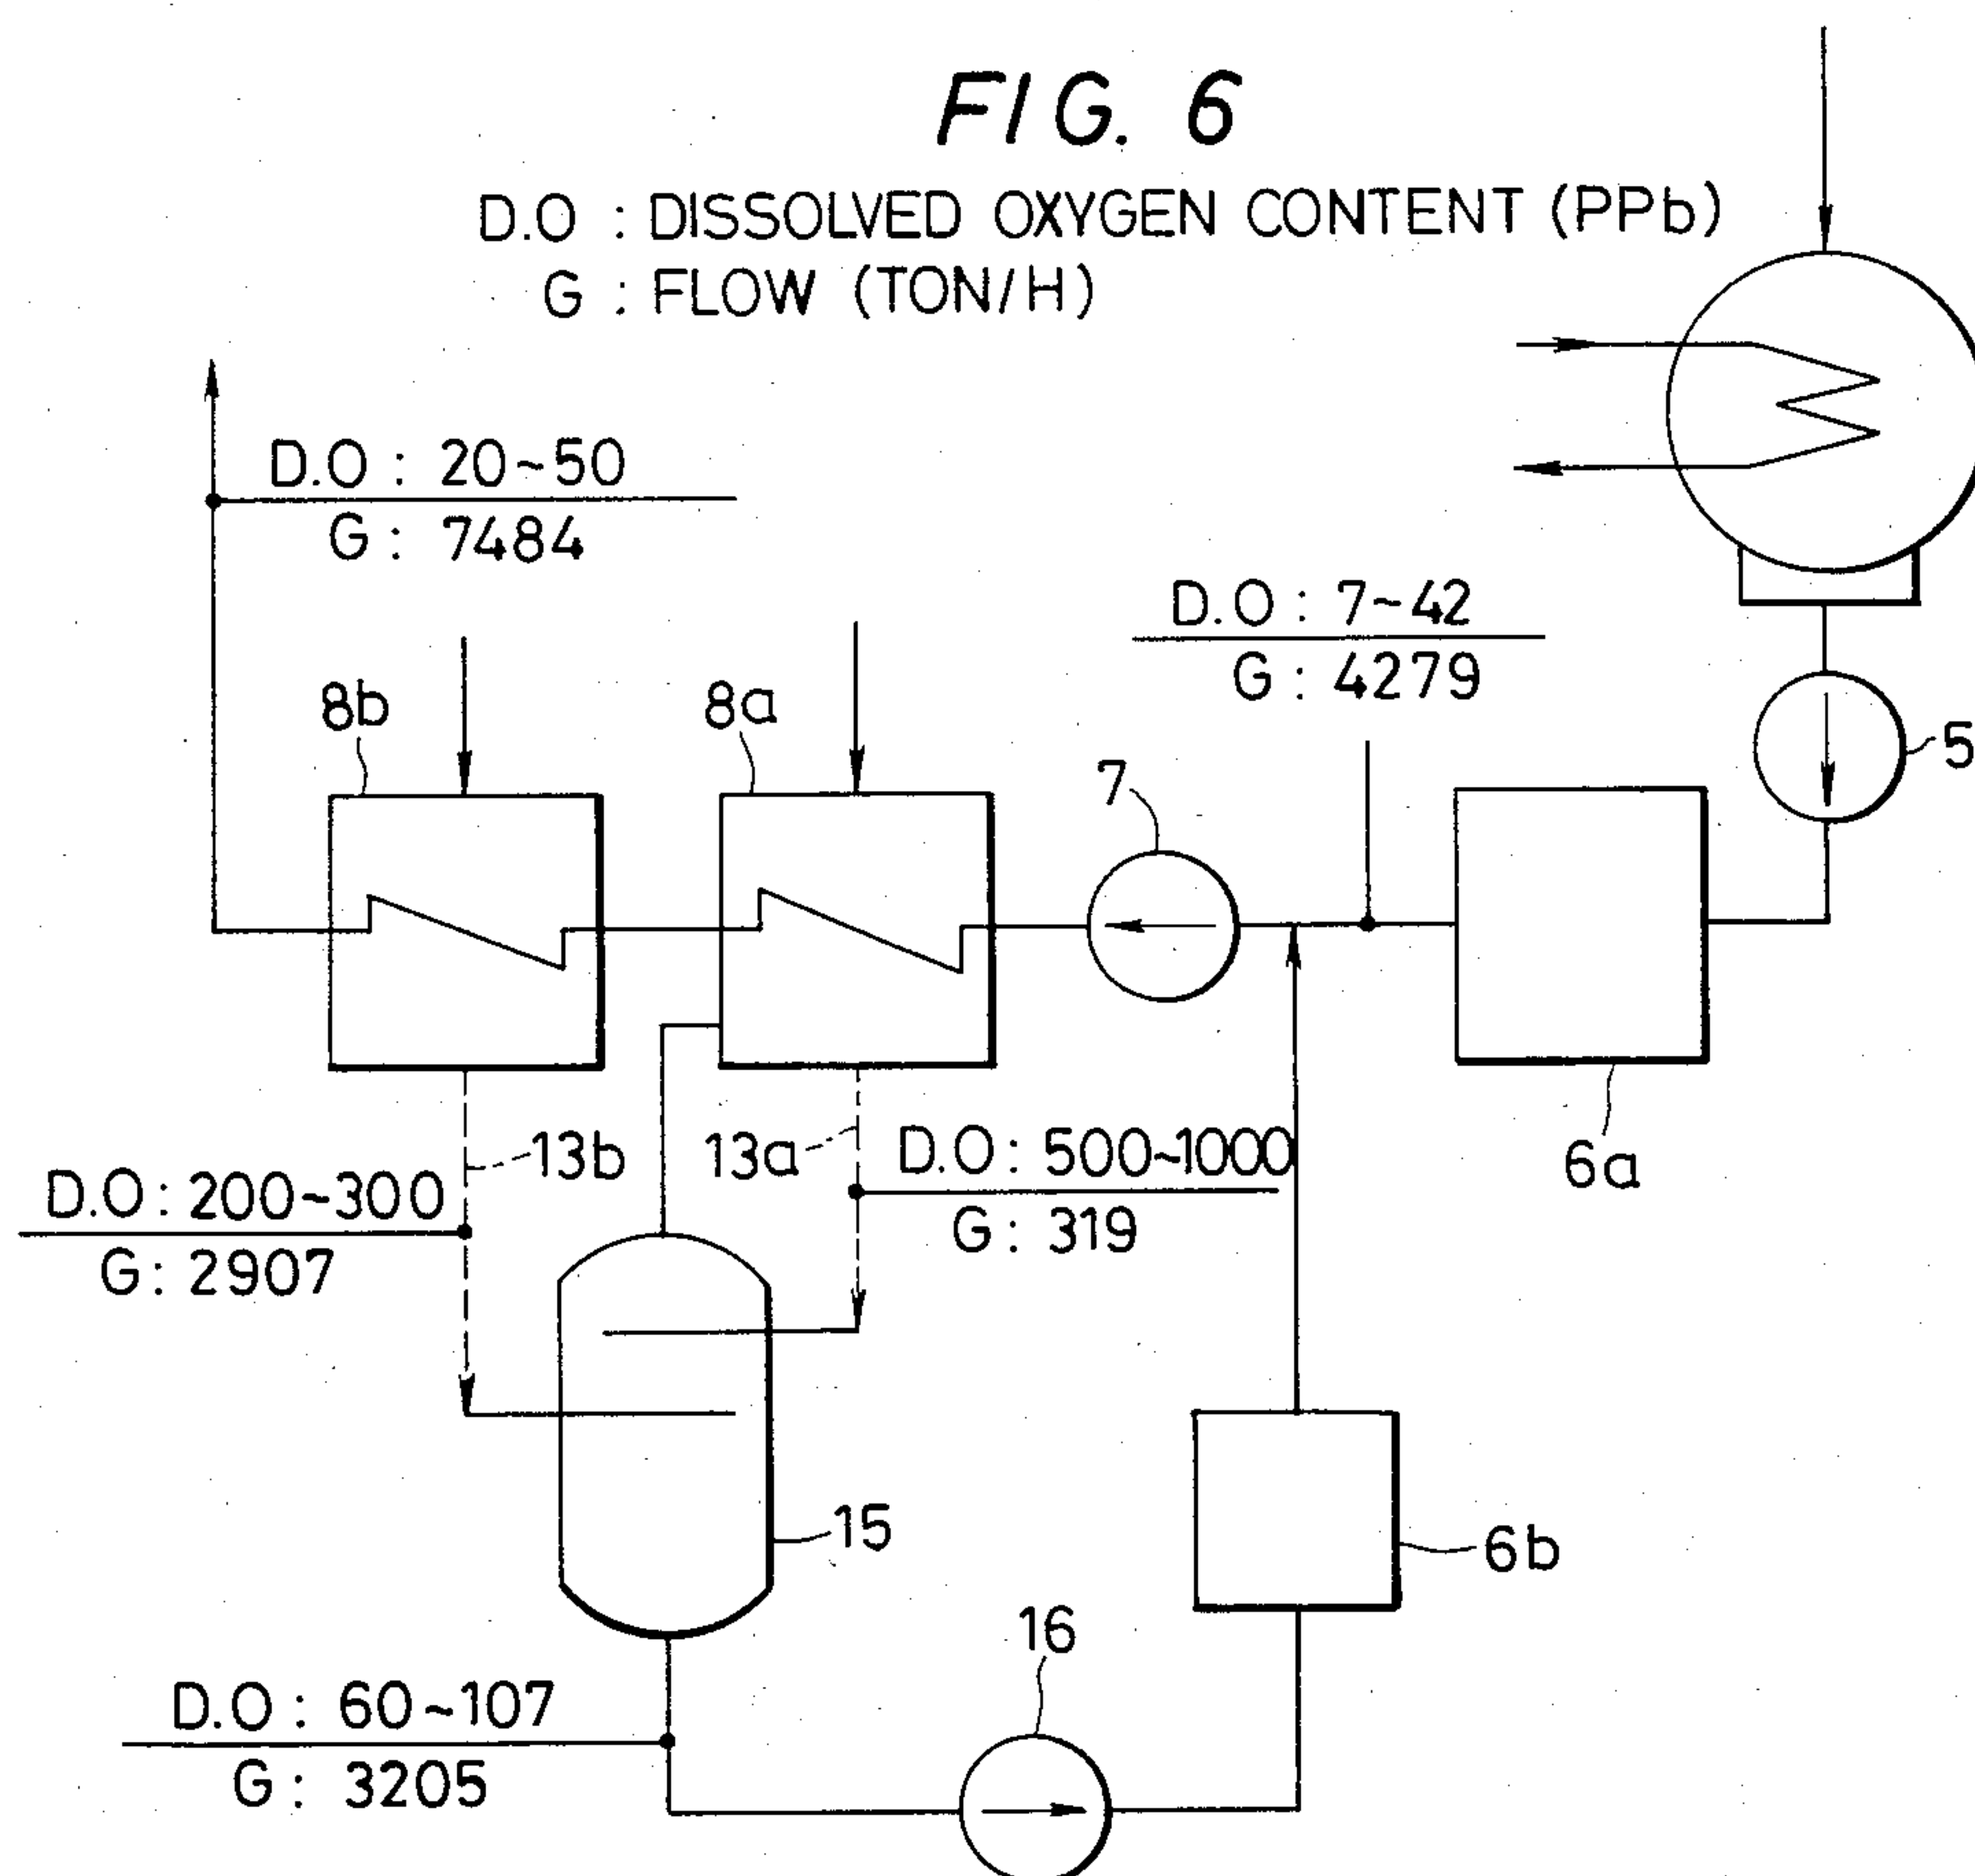 FIG. 6
D.O : DISSOLVED OXYGEN CONTENT (PPb)
G : FLOW (TON/H)
D.O : 20~50
G : 7484
D.O : 7~42
G : 4279
8b
8a
7
5
6a
13b
13a
D.O : 500~1000
G : 319
D.O : 200~300
G : 2907
15
6b
16
D.O : 60~107
G : 3205